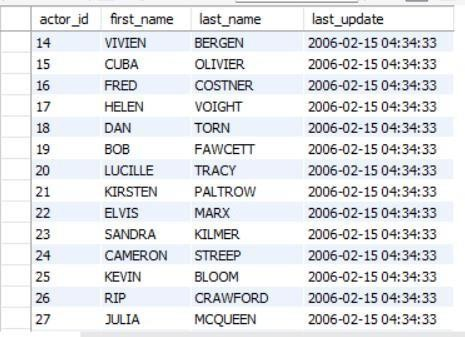 actor_id first_name last_name last_update
14 VIVIEN BERGEN 2006-02-15 04:34:33
15 CUBA OLIVIER 2006-02-15 04:34:33
16 FRED COSTNER 2006-02-15 04:34:33
17 HELEN VOIGHT 2006-02-15 04:34:33
18 DAN TORN 2006-02-15 04:34:33
19 BOB FAWCETT 2006-02-15 04:34:33
20 LUCILLE TRACY 2006-02-15 04:34:33
21 KIRSTEN PALTROW 2006-02-15 04:34:33
22 ELVIS MARX 2006-02-15 04:34:33
23 SANDRA KILMER 2006-02-15 04:34:33
24 CAMERON STREEP 2006-02-15 04:34:33
25 KEVIN BLOOM 2006-02-15 04:34:33
26 RIP CRAWFORD 2006-02-15 04:34:33
27 JULIA MCQUEEN 2006-02-15 04:34:33